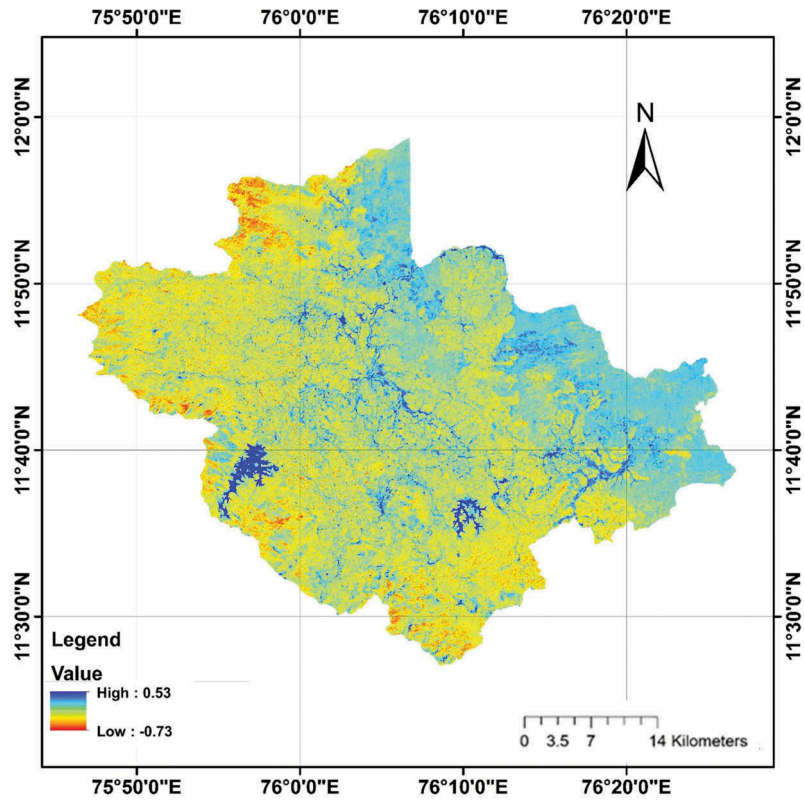 75°50'0"E 76°0'0"E 76°10'0"E 76°20'0"E
N
12°0'0"N 12°0'0"N
11°50'0"N 11°50'0"N
11°40'0"N 11°40'0"N
11°30'0"N 11°30'0"N
Legend
Value
High : 0.53
Low : -0.73
0 3.5 7 14 Kilometers
75°50'0"E 76°0'0"E 76°10'0"E 76°20'0"E